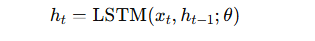 h_t = LSTM(x_t, h_{t-1}; θ)